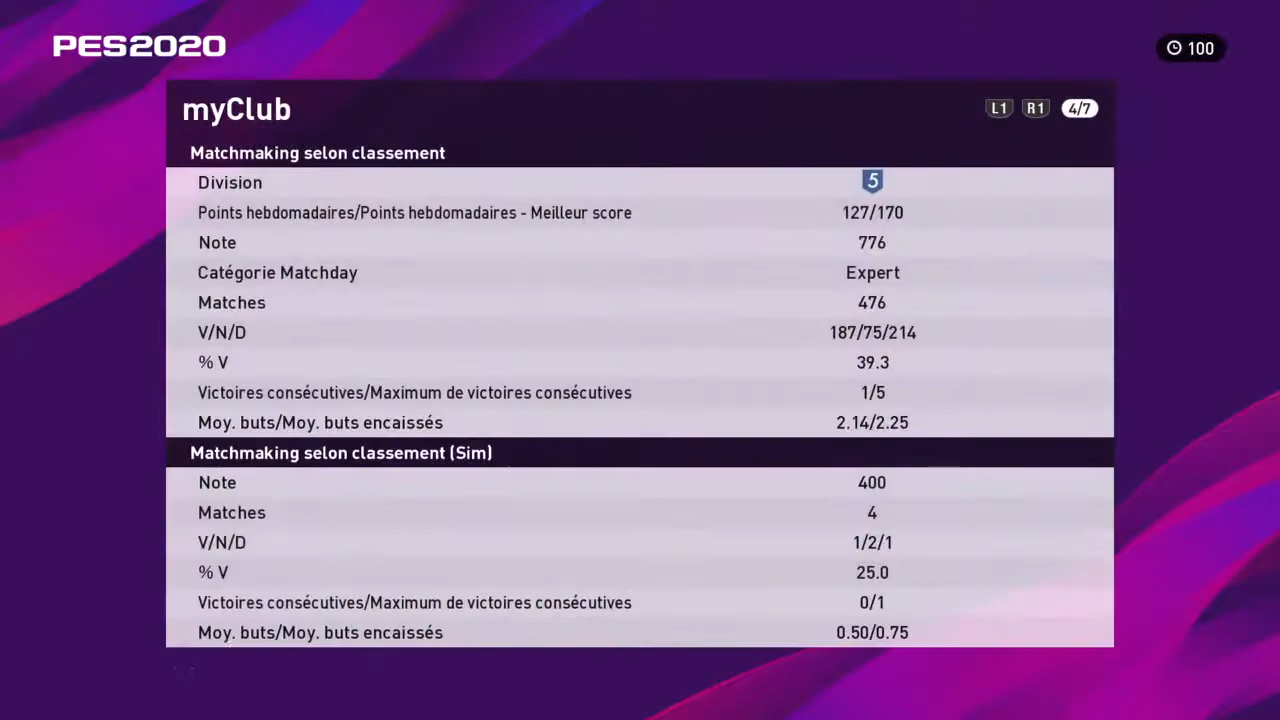 PES2020
100
myClub
L1 R1 4/7
Matchmaking selon classement
Division 5
Points hebdomadaires/Points hebdomadaires - Meilleur score 127/170
Note 776
Catégorie Matchday Expert
Matches 476
V/N/D 187/75/214
% V 39.3
Victoires consécutives/Maximum de victoires consécutives 1/5
Moy. buts/Moy. buts encaissés 2.14/2.25
Matchmaking selon classement (Sim)
Note 400
Matches 4
V/N/D 1/2/1
% V 25.0
Victoires consécutives/Maximum de victoires consécutives 0/1
Moy. buts/Moy. buts encaissés 0.50/0.75